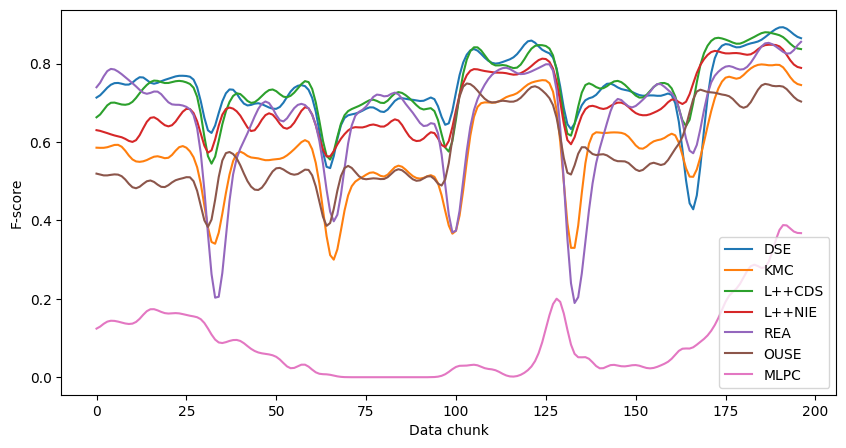 F-score
0.8
0.6
0.4
0.2
0.0
0
25
50
75
100
125
150
175
200
Data chunk
DSE
KMC
L++CDS
L++NIE
REA
OUSE
MLPC